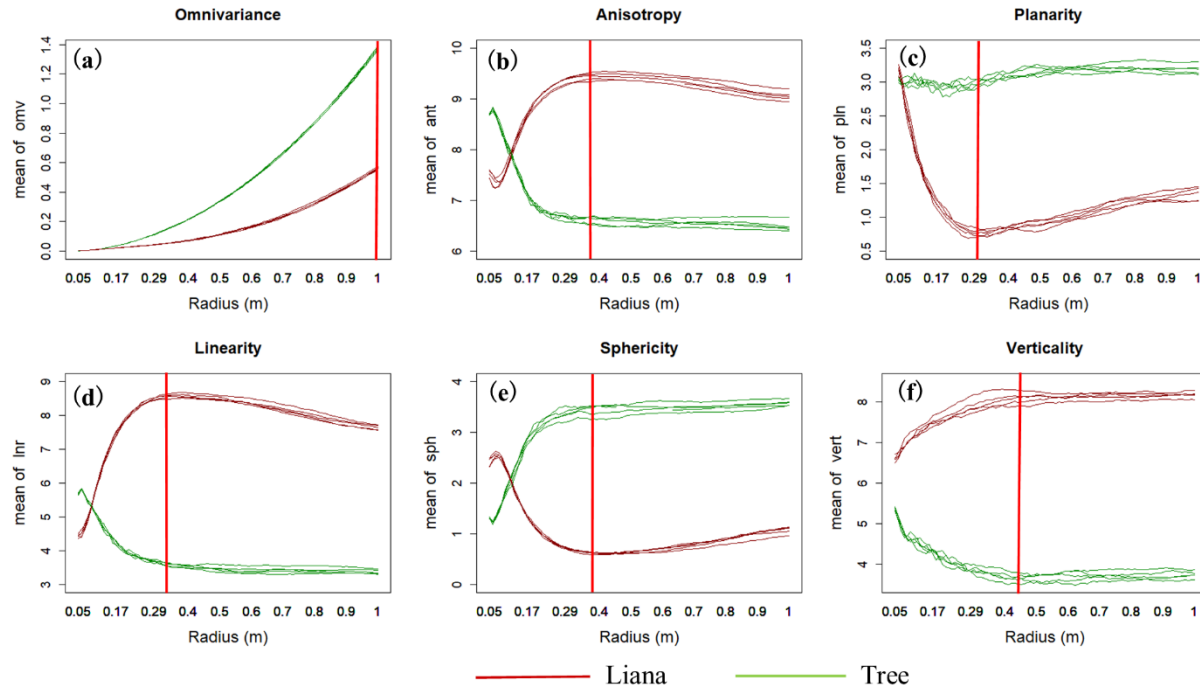 Omnivariance
(a)
mean of omv
0.0 0.2 0.4 0.6 0.8 1.0 1.2 1.4
0.05 0.17 0.29 0.4 0.5 0.6 0.7 0.8 0.9 1
Radius (m)
Anisotropy
(b)
mean of ant
6 7 8 9 10
0.05 0.17 0.29 0.4 0.5 0.6 0.7 0.8 0.9 1
Radius (m)
Planarity
(c)
mean of pln
0.5 1.0 1.5 2.0 2.5 3.0 3.5
0.05 0.17 0.29 0.4 0.5 0.6 0.7 0.8 0.9 1
Radius (m)
Linearity
(d)
mean of lnr
3 4 5 6 7 8 9
0.05 0.17 0.29 0.4 0.5 0.6 0.7 0.8 0.9 1
Radius (m)
Sphericity
(e)
mean of sph
0 1 2 3 4
0.05 0.17 0.29 0.4 0.5 0.6 0.7 0.8 0.9 1
Radius (m)
Verticality
(f)
mean of vert
4 5 6 7 8
0.05 0.17 0.29 0.4 0.5 0.6 0.7 0.8 0.9 1
Radius (m)
Liana
Tree